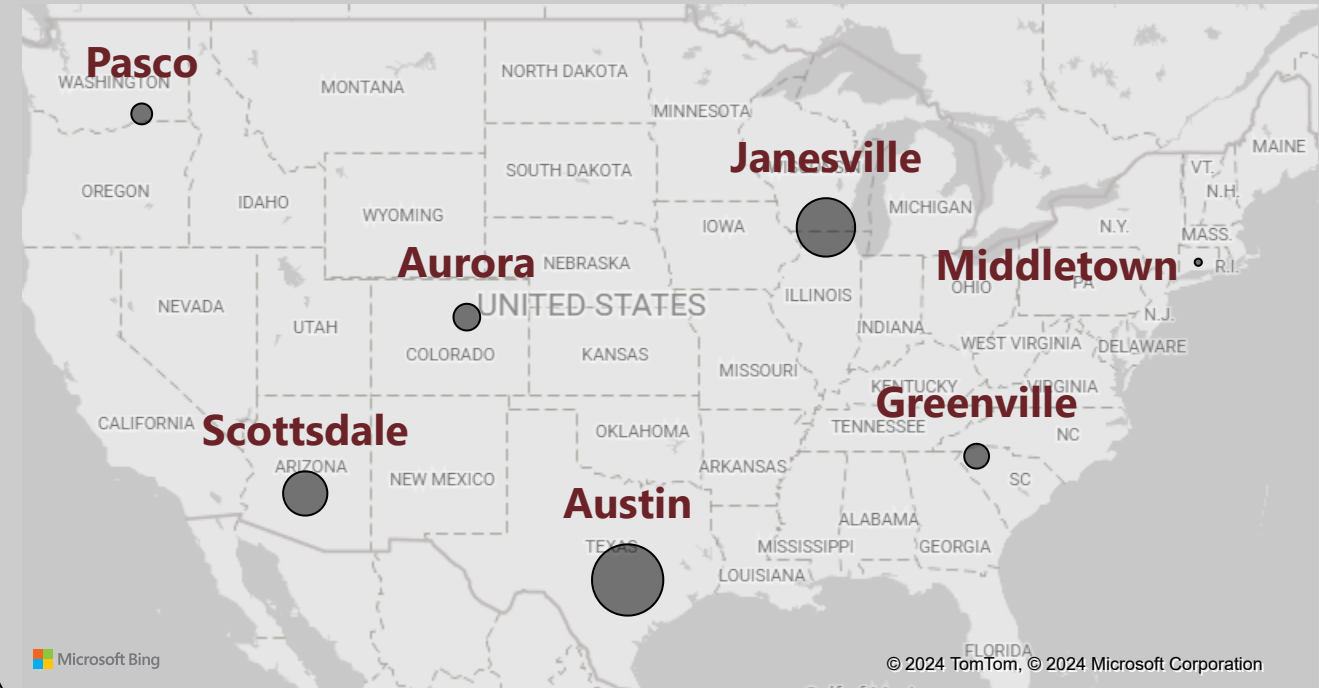 Pasco
WASHINGTON
MONTANA
NORTH DAKOTA
MINNESOTA
MAINE
Janesville
WISCONSIN
VT.
SOUTH DAKOTA
OREGON
N.H.
IDAHO
WYOMING
MICHIGAN
IOWA
N.Y.
MASS.
Aurora
NEBRASKA
Middletown
R.I.
PA
OHIO
NEVADA
UNITED STATES
ILLINOIS
N.J.
UTAH
INDIANA
COLORADO
KANSAS
WEST VIRGINIA
DELAWARE
MISSOURI
KENTUCKY
VIRGINIA
Greenville
CALIFORNIA
Scottsdale
OKLAHOMA
TENNESSEE
NC
ARIZONA
NEW MEXICO
ARKANSAS
SC
Austin
ALABAMA
TEXAS
MISSISSIPPI
GEORGIA
LOUISIANA
FLORIDA
Microsoft Bing
© 2024 TomTom, © 2024 Microsoft Corporation